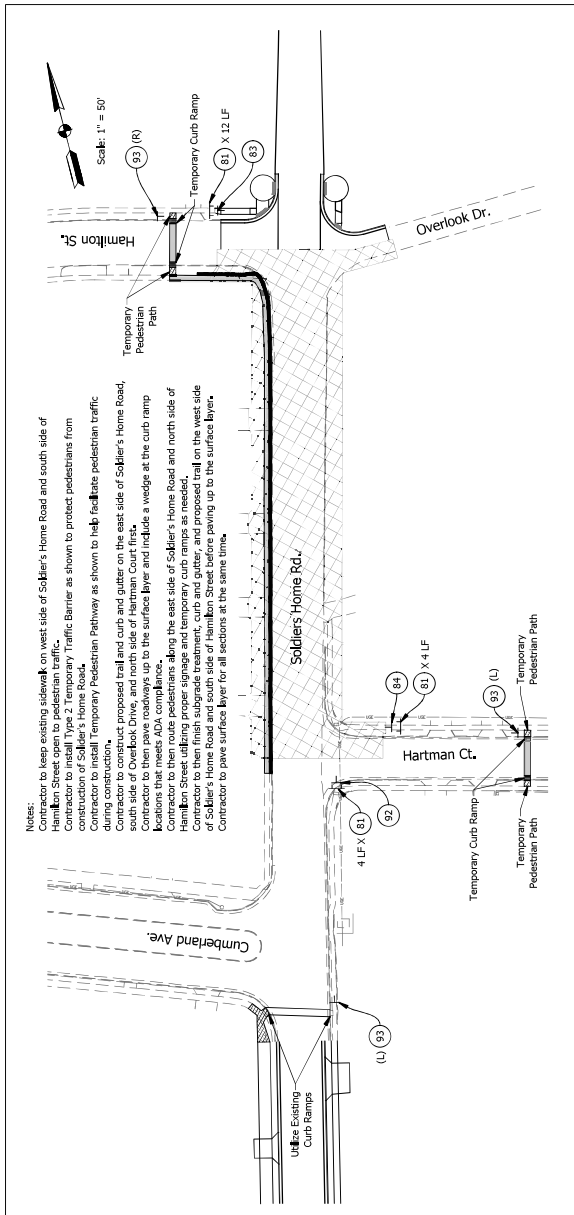 Notes:
Contractor to keep existing sidewalk on west side of Soldier's Home Road and south side of
Hamilton Street open to pedestrian traffic.
Contractor to install Type 2 Temporary Traffic Barrier as shown to protect pedestrians from
construction of Soldier's Home Road.
Contractor to install Temporary Pedestrian Pathway as shown to help facilitate pedestrian traffic
during construction.
Contractor to construct proposed trail and curb and gutter on the east side of Soldier's Home Road,
south side of Overlook Drive, and north side of Hartman Court first.
Contractor to then pave roadways up to the surface layer and include a wedge at the curb ramp
locations that meets ADA compliance.
Contractor to then route pedestrians along the east side of Soldier's Home Road and north side of
Hamilton Street utilizing proper signage and temporary curb ramps as needed.
Contractor to then finish subgrade treatment, curb and gutter, and proposed trail on the west side
of Soldier's Home Road and south side of Hamilton Street before paving up to the surface layer.
Contractor to pave surface layer for all sections at the same time.
Scale: 1" = 50'
Hamilton St.
93 (R)
Temporary Curb Ramp
81 X 12 LF
83
Temporary
Pedestrian
Path
Overlook Dr.
Soldiers Home Rd.
Cumberland Ave.
Hartman Ct.
84
81 X 4 LF
93 (L)
Temporary
Pedestrian Path
4 LF X 81
92
Temporary Curb Ramp
Temporary
Pedestrian Path
93
(L)
Utilize Existing
Curb Ramps